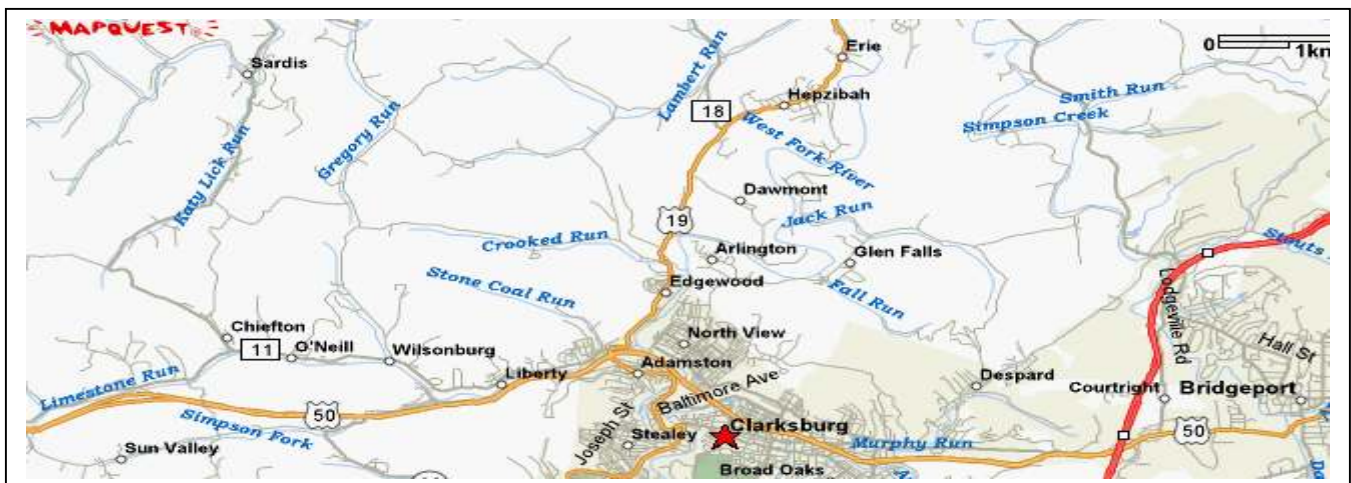 MAPQUEST
Sardis
Lambert Run
Erie
0 1km
Hepzibah
18
Smith Run
Simpson Creek
Gregory Run
West Fork River
Katy Lick Run
Dawmont
Jack Run
19
Crooked Run
Arlington
Glen Falls
Stouts
Stone Coal Run
Edgewood
Fall Run
Lodgeville Rd
Chiefton
11
O'Neill
Wilsonburg
North View
Hall St
Limestone Run
Liberty
Adamston
Baltimore Ave
Despard
Courtright
Bridgeport
50
Simpson Fork
Joseph St
Clarksburg
50
Sun Valley
Stealey
Murphy Run
Broad Oaks